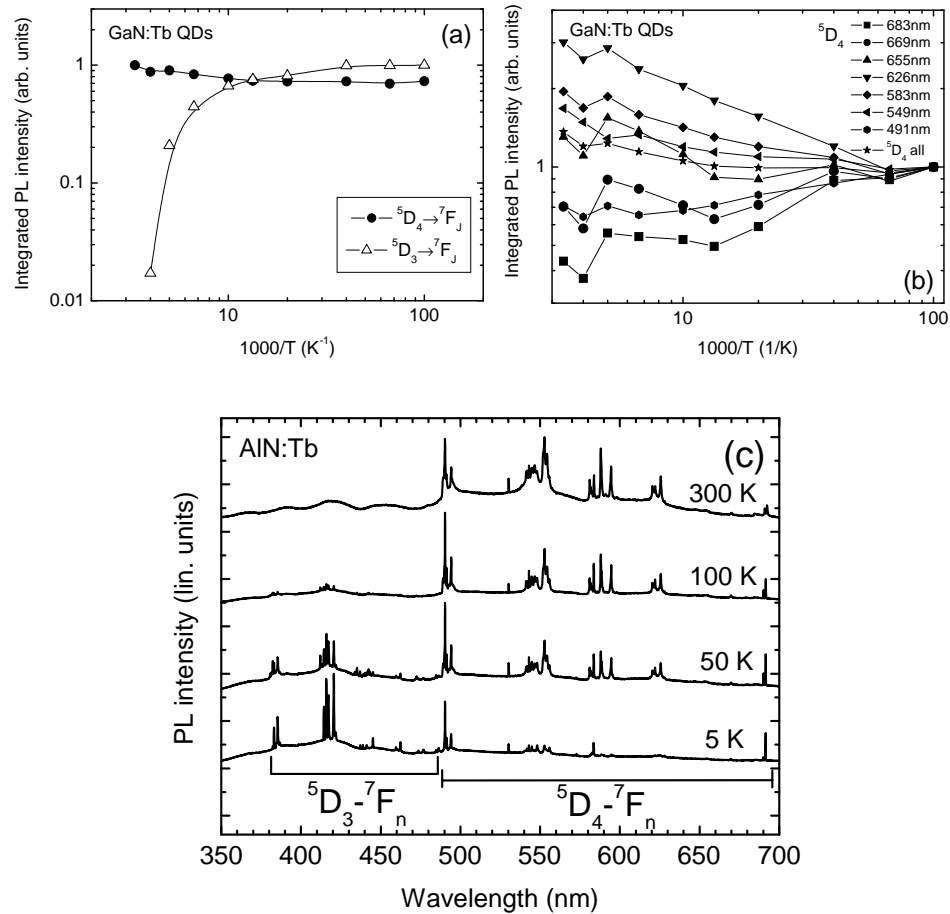 GaN:Tb QDs
(a)
Integrated PL intensity (arb. units)
1
0.1
0.01
⁵D₄→⁷F_J
⁵D₃→⁷F_J
10
100
1000/T (K⁻¹)
GaN:Tb QDs
(b)
Integrated PL intensity (arb. units)
1
⁵D₄
683nm
669nm
655nm
626nm
583nm
549nm
491nm
⁵D₄ all
10
100
1000/T (1/K)
AlN:Tb
(c)
PL intensity (lin. units)
300 K
100 K
50 K
5 K
⁵D₃-⁷Fₙ
⁵D₄-⁷Fₙ
350
400
450
500
550
600
650
700
Wavelength (nm)